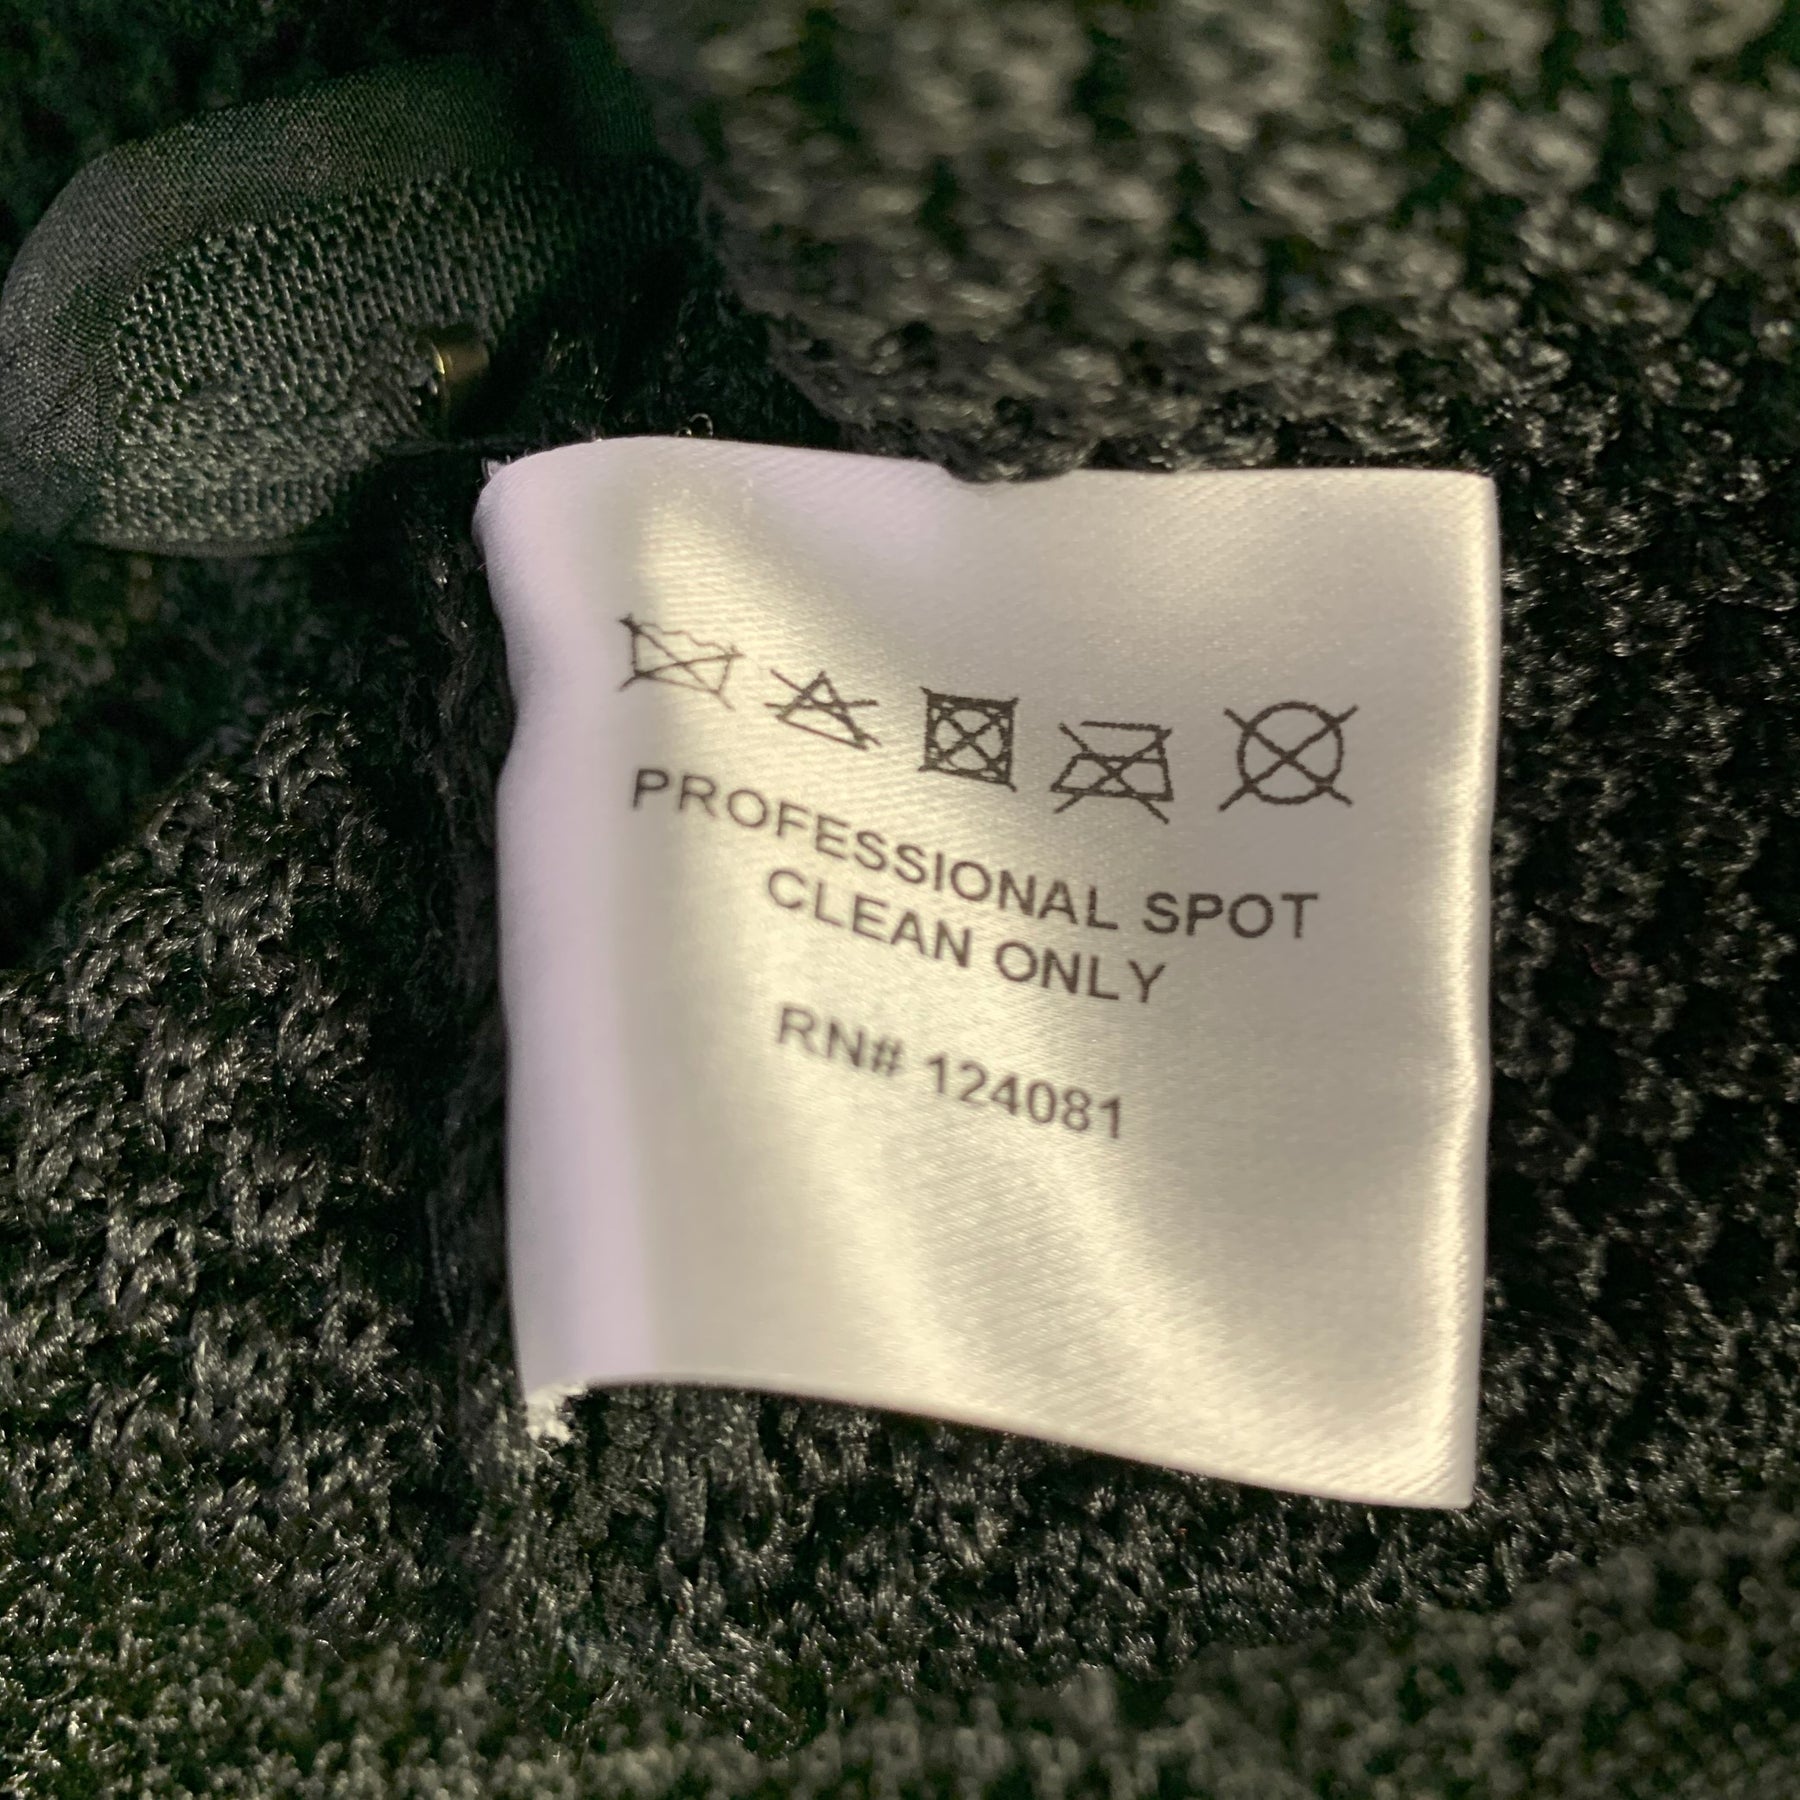 PROFESSIONAL SPOT
CLEAN ONLY
RN# 124081